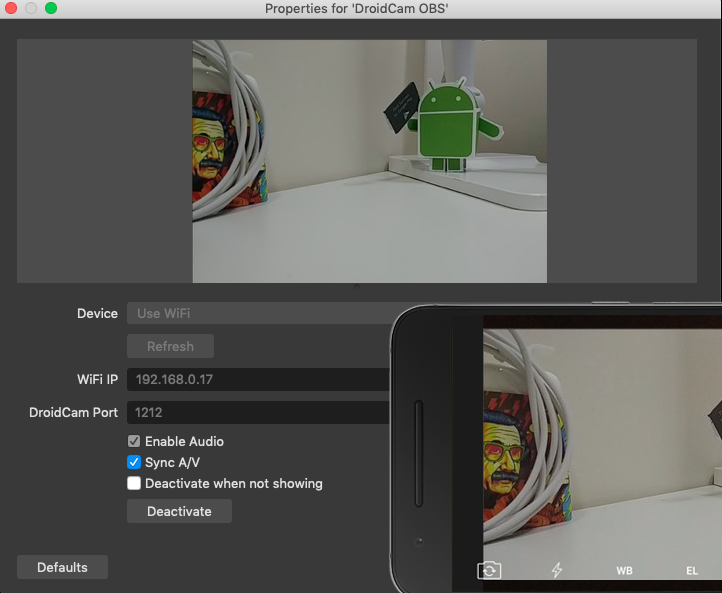 Properties for 'DroidCam OBS'
Device
Use WiFi
Refresh
WiFi IP
192.168.0.17
DroidCam Port
1212
Enable Audio
Sync A/V
Deactivate when not showing
Deactivate
Defaults
WB
EL